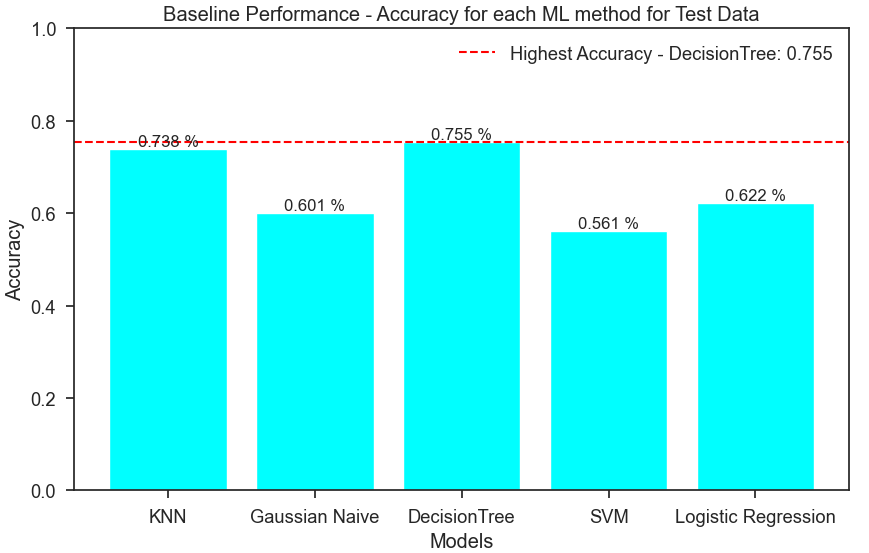 Baseline Performance - Accuracy for each ML method for Test Data
Highest Accuracy - DecisionTree: 0.755
1.0
0.8
0.6
0.4
0.2
0.0
Accuracy
0.738 %
0.601 %
0.755 %
0.561 %
0.622 %
KNN
Gaussian Naive
DecisionTree
SVM
Logistic Regression
Models